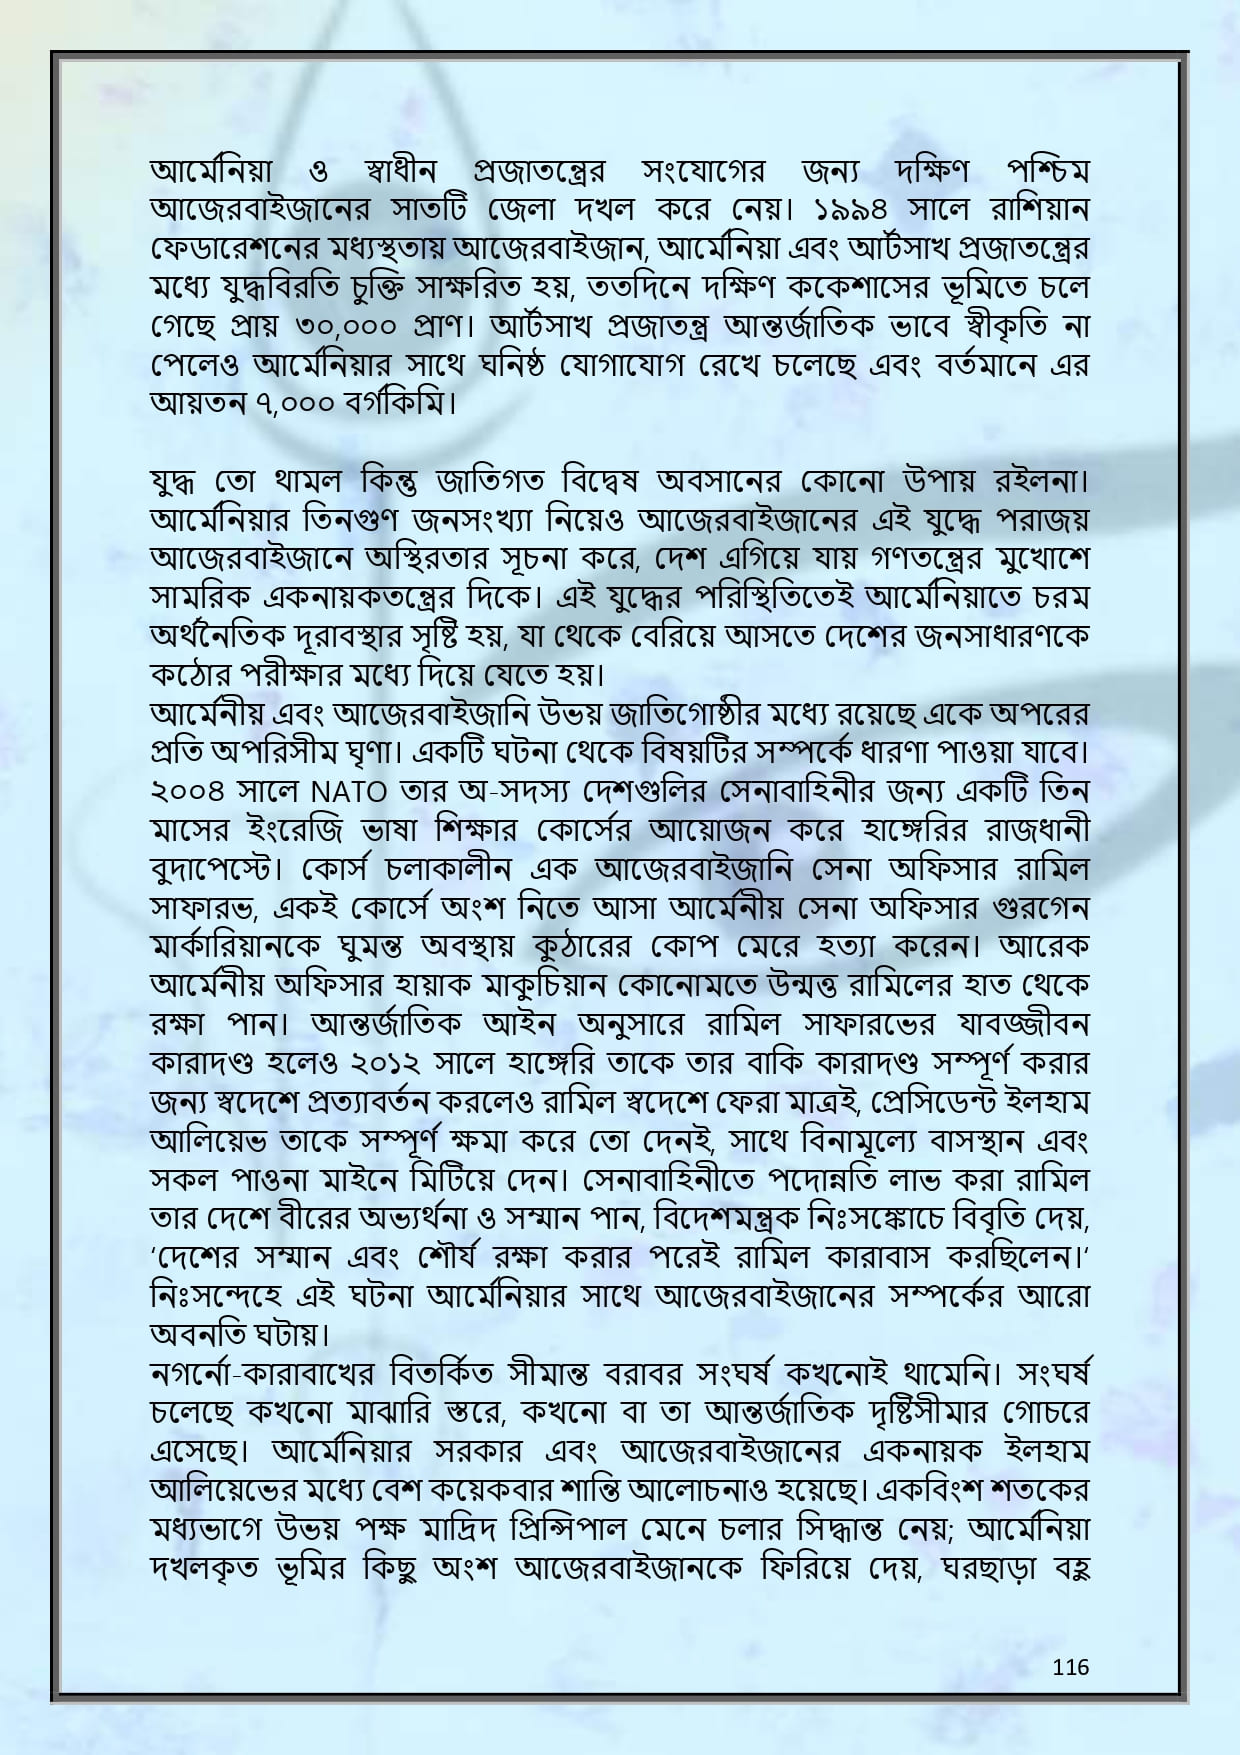 আর্মেনিয়া ও স্বাধীন প্রজাতন্ত্রের সংযোগের জন্য দক্ষিণ পশ্চিম
আজেরবাইজানের সাতটি জেলা দখল করে নেয়। ১৯৯৪ সালে রাশিয়ান
ফেডারেশনের মধ্যস্থতায় আজেরবাইজান, আর্মেনিয়া এবং আর্টসাখ প্রজাতন্ত্রের
মধ্যে যুদ্ধবিরতি চুক্তি সাক্ষরিত হয়, ততদিনে দক্ষিণ ককেশাসের ভূমিতে চলে
গেছে প্রায় ৩০,০০০ প্রাণ। আর্টসাখ প্রজাতন্ত্র আন্তর্জাতিক ভাবে স্বীকৃতি না
পেলেও আর্মেনিয়ার সাথে ঘনিষ্ঠ যোগাযোগ রেখে চলেছে এবং বর্তমানে এর
আয়তন ৭,০০০ বর্গকিমি।
যুদ্ধ তো থামল কিন্তু জাতিগত বিদ্বেষ অবসানের কোনো উপায় রইলনা।
আর্মেনিয়ার তিনগুণ জনসংখ্যা নিয়েও আজেরবাইজানের এই যুদ্ধে পরাজয়
আজেরবাইজানে অস্থিরতার সূচনা করে, দেশ এগিয়ে যায় গণতন্ত্রের মুখোশে
সামরিক একনায়কতন্ত্রের দিকে। এই যুদ্ধের পরিস্থিতিতেই আর্মেনিয়াতে চরম
অর্থনৈতিক দূরাবস্থার সৃষ্টি হয়, যা থেকে বেরিয়ে আসতে দেশের জনসাধারণকে
কঠোর পরীক্ষার মধ্যে দিয়ে যেতে হয়।
আর্মেনীয় এবং আজেরবাইজানি উভয় জাতিগোষ্ঠীর মধ্যে রয়েছে একে অপরের
প্রতি অপরিসীম ঘৃণা। একটি ঘটনা থেকে বিষয়টির সম্পর্কে ধারণা পাওয়া যাবে।
২০০৪ সালে NATO তার অ-সদস্য দেশগুলির সেনাবাহিনীর জন্য একটি তিন
মাসের ইংরেজি ভাষা শিক্ষার কোর্সের আয়োজন করে হাঙ্গেরির রাজধানী
বুদাপেস্টে। কোর্স চলাকালীন এক আজেরবাইজানি সেনা অফিসার রামিল
সাফারভ, একই কোর্সে অংশ নিতে আসা আর্মেনীয় সেনা অফিসার গুরগেন
মার্কারিয়ানকে ঘুমন্ত অবস্থায় কুঠারের কোপ মেরে হত্যা করেন। আরেক
আর্মেনীয় অফিসার হায়াক মাকুচিয়ান কোনোমতে উন্মত্ত রামিলের হাত থেকে
রক্ষা পান। আন্তর্জাতিক আইন অনুসারে রামিল সাফারভের যাবজ্জীবন
কারাদণ্ড হলেও ২০১২ সালে হাঙ্গেরি তাকে তার বাকি কারাদণ্ড সম্পূর্ণ করার
জন্য স্বদেশে প্রত্যাবর্তন করলেও রামিল স্বদেশে ফেরা মাত্রই, প্রেসিডেন্ট ইলহাম
আলিয়েভ তাকে সম্পূর্ণ ক্ষমা করে তো দেনই, সাথে বিনামূল্যে বাসস্থান এবং
সকল পাওনা মাইনে মিটিয়ে দেন। সেনাবাহিনীতে পদোন্নতি লাভ করা রামিল
তার দেশে বীরের অভ্যর্থনা ও সম্মান পান, বিদেশমন্ত্রক নিঃসঙ্কোচে বিবৃতি দেয়,
‘দেশের সম্মান এবং শৌর্য রক্ষা করার পরেই রামিল কারাবাস করছিলেন।‘
নিঃসন্দেহে এই ঘটনা আর্মেনিয়ার সাথে আজেরবাইজানের সম্পর্কের আরো
অবনতি ঘটায়।
নগর্নো-কারাবাখের বিতর্কিত সীমান্ত বরাবর সংঘর্ষ কখনোই থামেনি। সংঘর্ষ
চলেছে কখনো মাঝারি স্তরে, কখনো বা তা আন্তর্জাতিক দৃষ্টিসীমার গোচরে
এসেছে। আর্মেনিয়ার সরকার এবং আজেরবাইজানের একনায়ক ইলহাম
আলিয়েভের মধ্যে বেশ কয়েকবার শান্তি আলোচনাও হয়েছে। একবিংশ শতকের
মধ্যভাগে উভয় পক্ষ মাদ্রিদ প্রিন্সিপাল মেনে চলার সিদ্ধান্ত নেয়; আর্মেনিয়া
দখলকৃত ভূমির কিছু অংশ আজেরবাইজানকে ফিরিয়ে দেয়, ঘরছাড়া বহু
116